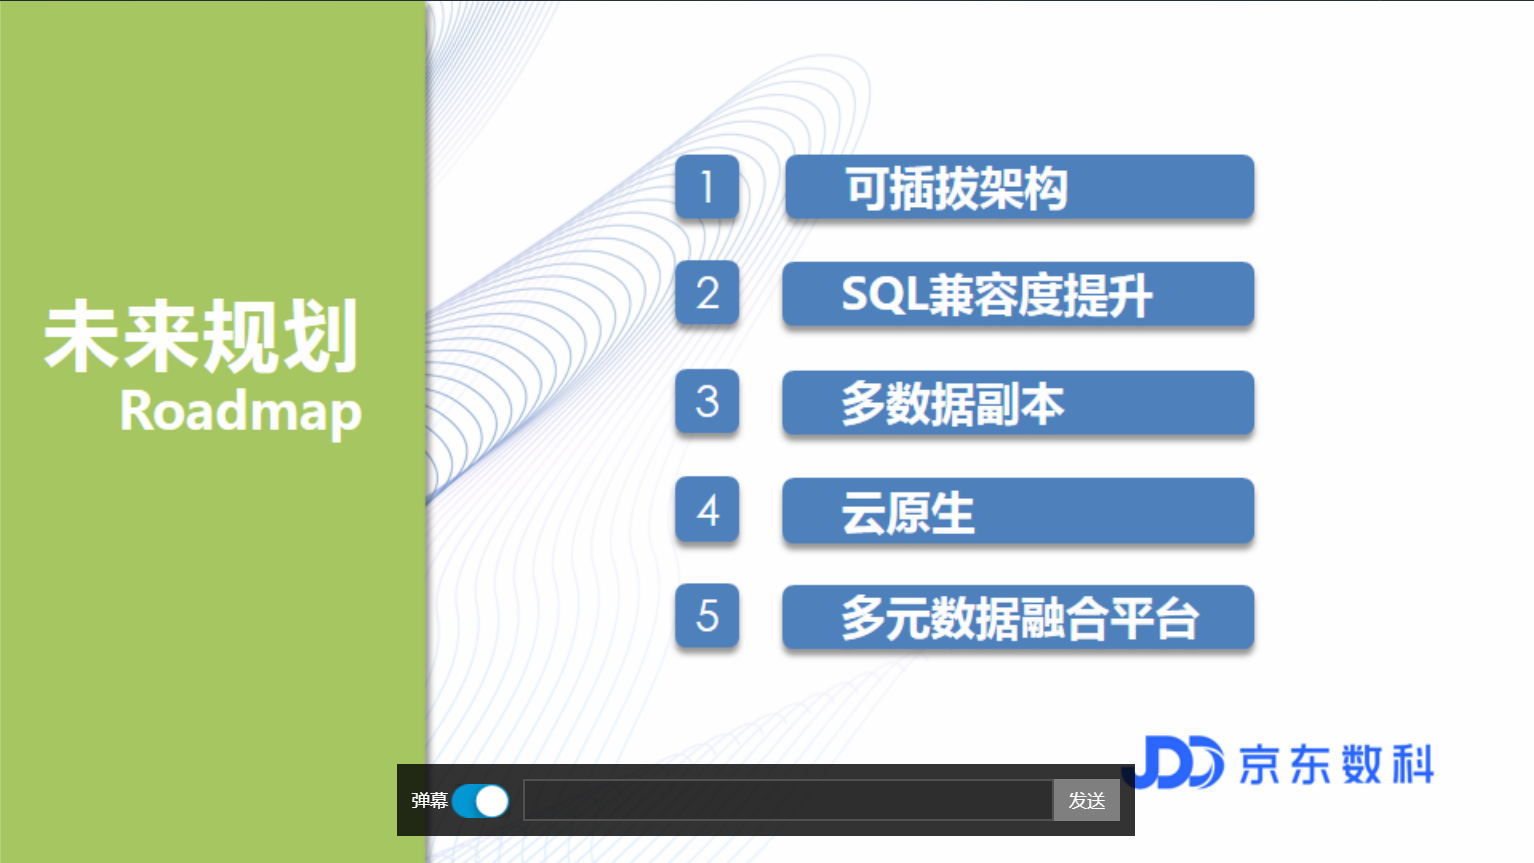 未来规划
Roadmap
1 可插拔架构
2 SQL兼容度提升
3 多数据副本
4 云原生
5 多元数据融合平台
JDD 京东数科
弹幕 发送